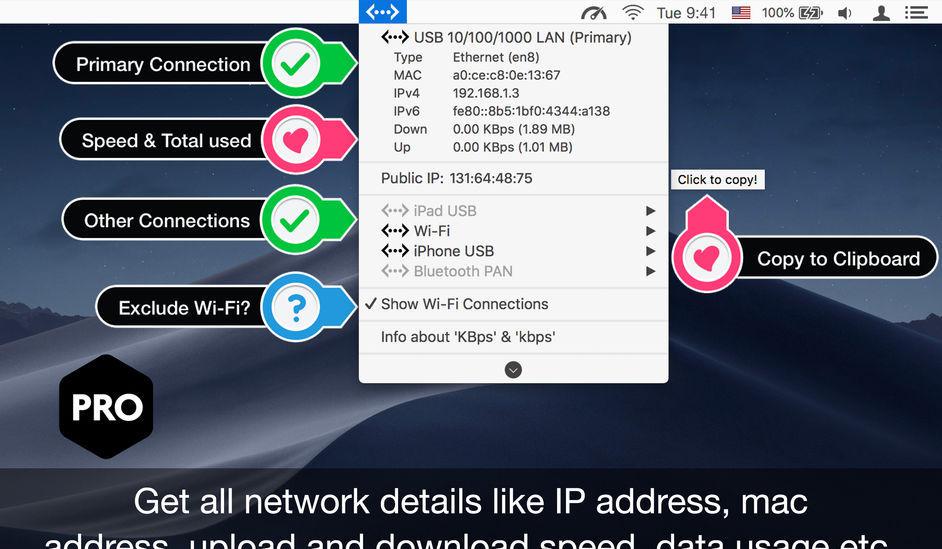 Tue 9:41
100%
USB 10/100/1000 LAN (Primary)
Type Ethernet (en8)
MAC a0:ce:c8:0e:13:67
IPv4 192.168.1.3
IPv6 fe80::8b5:1bf0:4344:a138
Down 0.00 KBps (1.89 MB)
Up 0.00 KBps (1.01 MB)
Public IP: 131:64:48:75
iPad USB
Wi-Fi
iPhone USB
Bluetooth PAN
Show Wi-Fi Connections
Info about 'KBps' & 'kbps'
Primary Connection
Speed & Total used
Other Connections
Exclude Wi-Fi?
?
Click to copy!
Copy to Clipboard
PRO
Get all network details like IP address, mac
address, upload and download speed, data usage etc